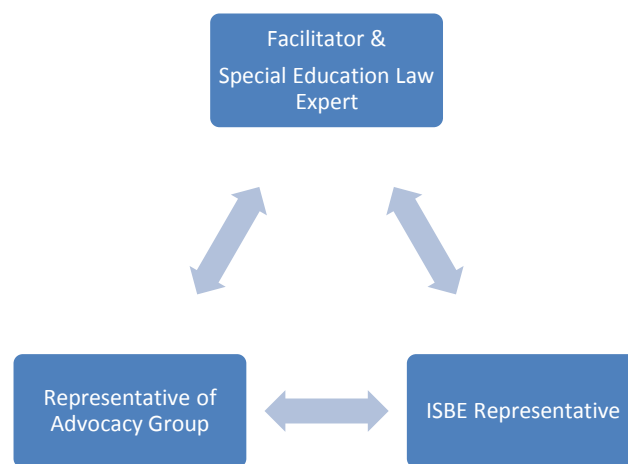 Facilitator &
Special Education Law
Expert
Representative of
Advocacy Group
ISBE Representative